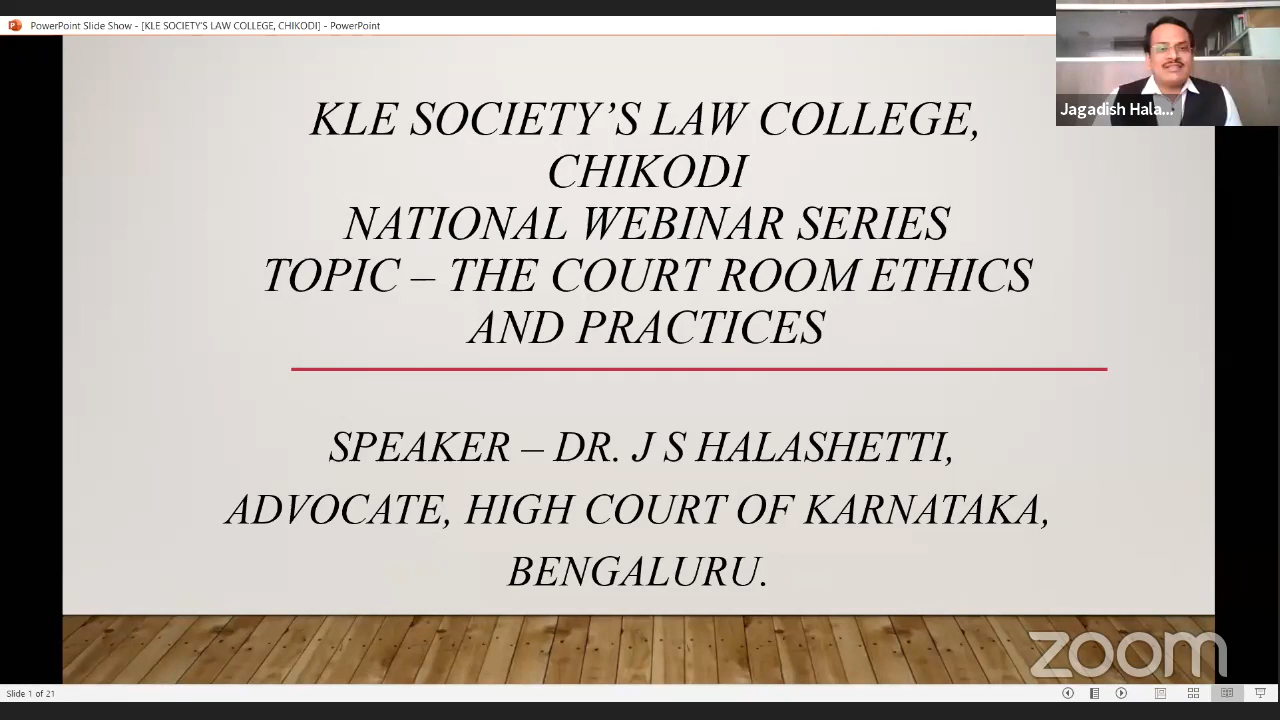 PowerPoint Slide Show - [KLE SOCIETY'S LAW COLLEGE, CHIKODI] - PowerPoint
Jagadish Hala...
KLE SOCIETY’S LAW COLLEGE,
CHIKODI
NATIONAL WEBINAR SERIES
TOPIC – THE COURT ROOM ETHICS
AND PRACTICES
SPEAKER – DR. J S HALASHETTI,
ADVOCATE, HIGH COURT OF KARNATAKA,
BENGALURU.
zoom
Slide 1 of 21